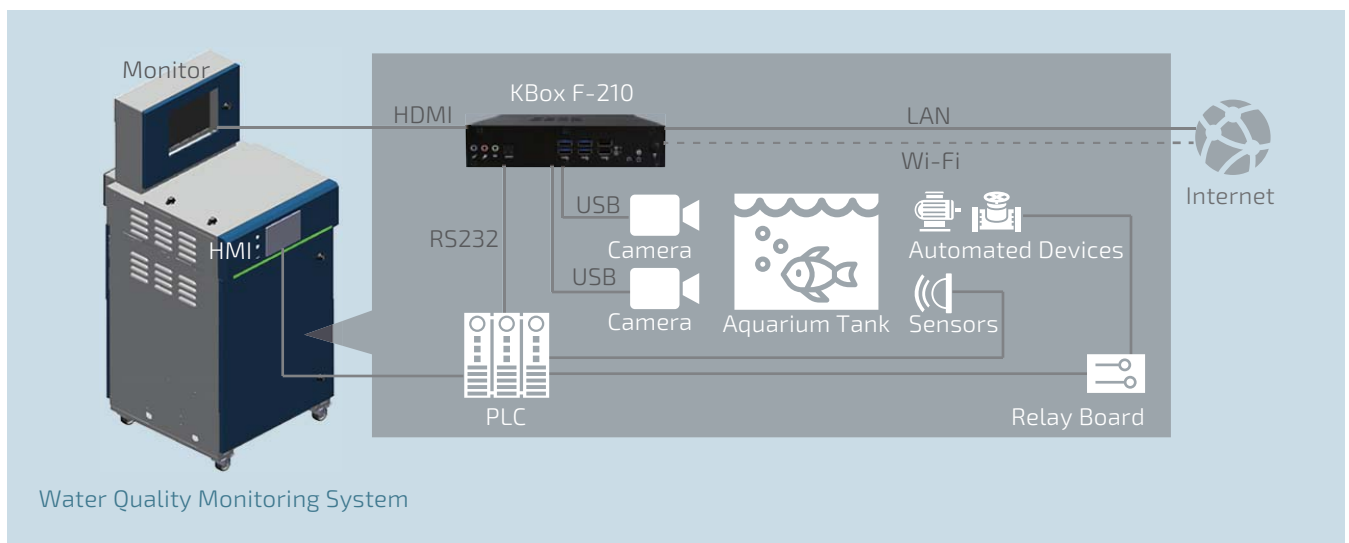 Monitor
KBox F-210
HDMI
LAN
Wi-Fi
Internet
USB
Camera
RS232
HMI
Automated Devices
USB
Camera
Aquarium Tank
Sensors
PLC
Relay Board
Water Quality Monitoring System